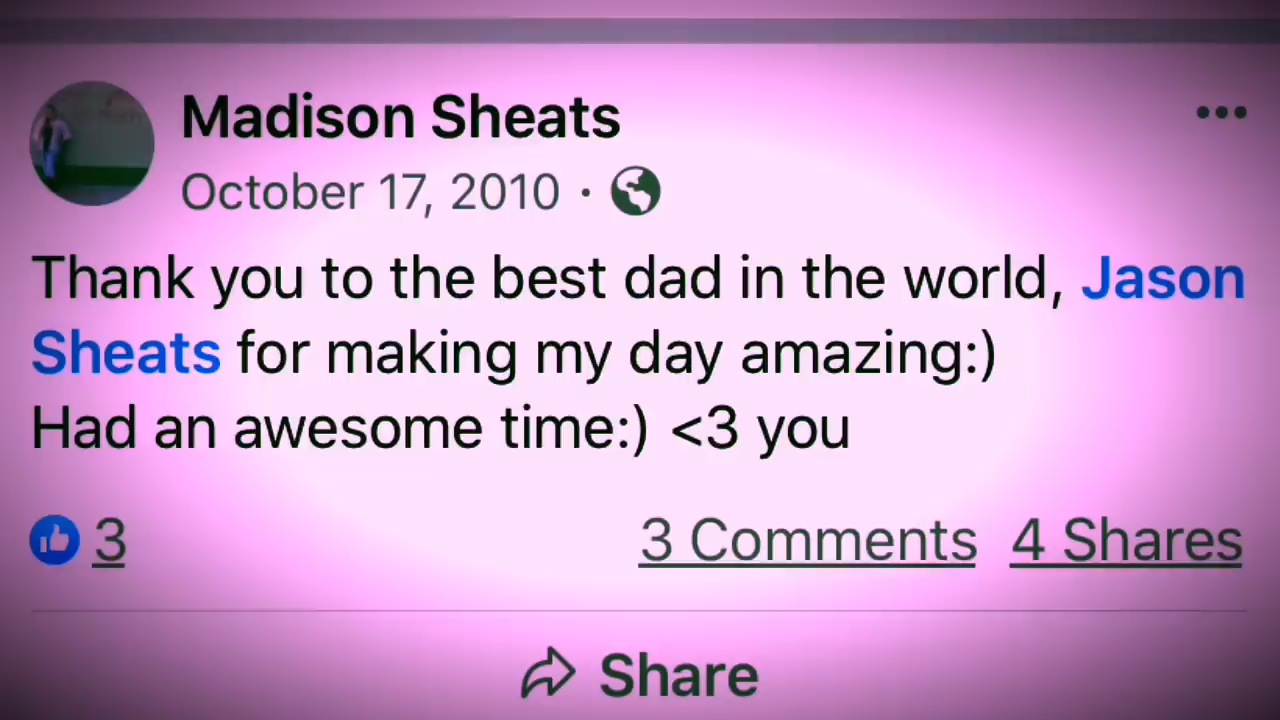 Madison Sheats
October 17, 2010 ·
Thank you to the best dad in the world, Jason
Sheats for making my day amazing:)
Had an awesome time:) <3 you
3
3 Comments 4 Shares
Share